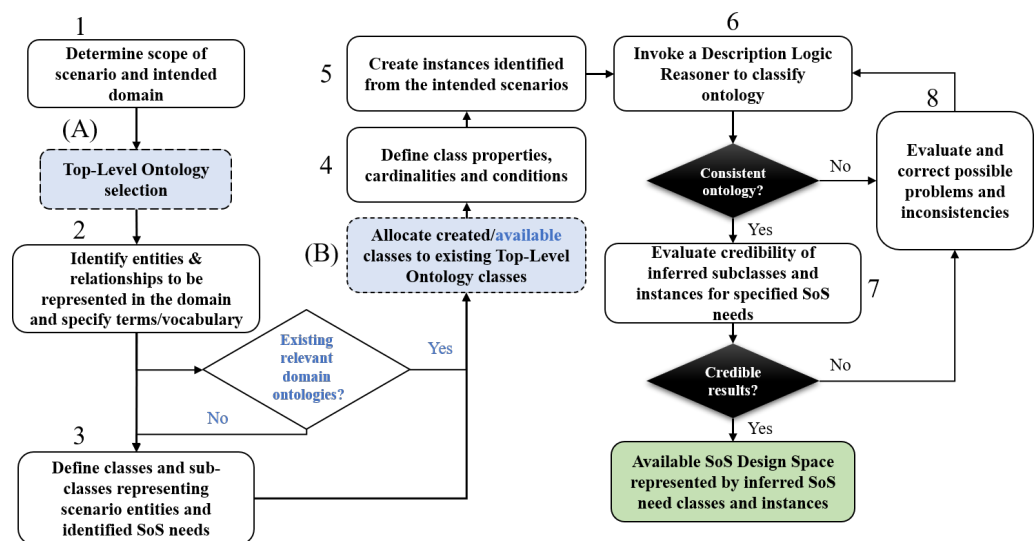 1
Determine scope of
scenario and intended
domain
(A)
Top-Level Ontology
selection
2
Identify entities &
relationships to be
represented in the domain
and specify terms/vocabulary
Existing
relevant
domain
ontologies?
Yes
No
3
Define classes and sub-
classes representing
scenario entities and
identified SoS needs
(B)
Allocate created/available
classes to existing Top-Level
Ontology classes
4
Define class properties,
cardinalities and conditions
5
Create instances identified
from the intended scenarios
6
Invoke a Description Logic
Reasoner to classify
ontology
Consistent
ontology?
No
Yes
7
Evaluate credibility of
inferred subclasses and
instances for specified SoS
needs
Credible
results?
No
Yes
8
Evaluate and
correct possible
problems and
inconsistencies
Available SoS Design Space
represented by inferred SoS
need classes and instances